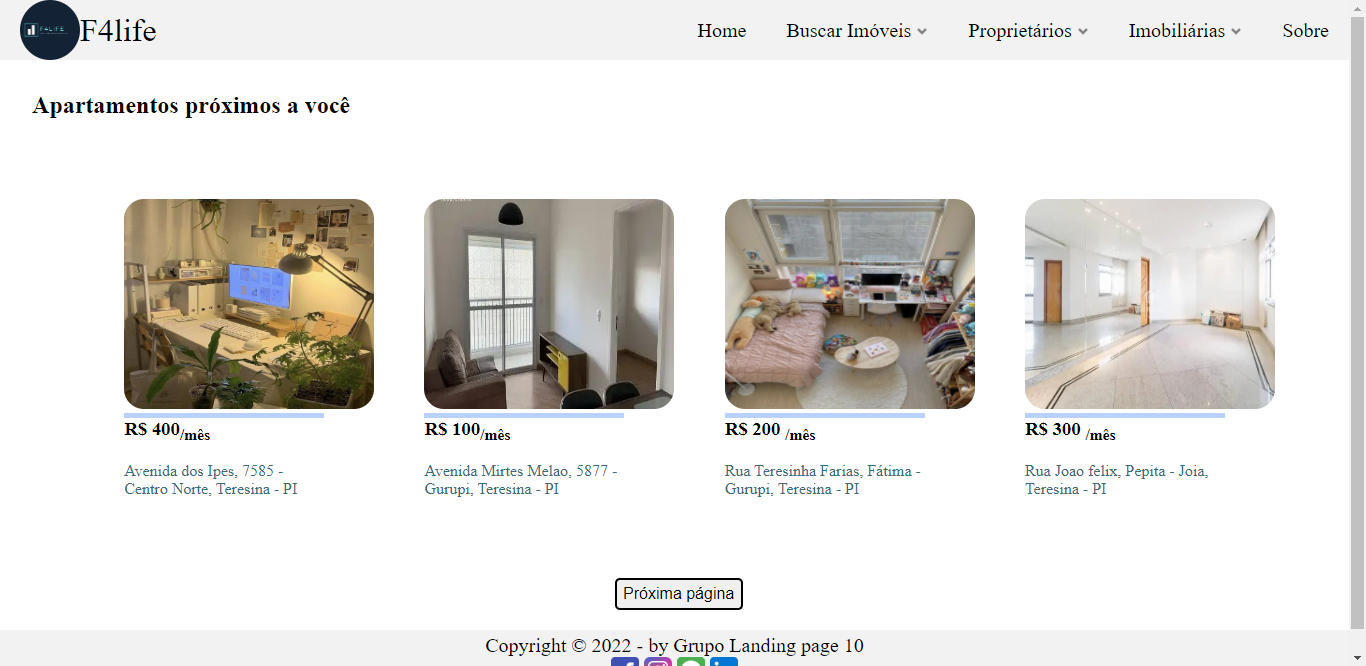 F4LIFE
F4life
Home
Buscar Imóveis
Proprietários
Imobiliárias
Sobre
Apartamentos próximos a você
R$ 400/mês
Avenida dos Ipes, 7585 -
Centro Norte, Teresina - PI
R$ 100/mês
Avenida Mirtes Melao, 5877 -
Gurupi, Teresina - PI
R$ 200 /mês
Rua Teresinha Farias, Fátima -
Gurupi, Teresina - PI
R$ 300 /mês
Rua Joao felix, Pepita - Joia,
Teresina - PI
Próxima página
Copyright © 2022 - by Grupo Landing page 10